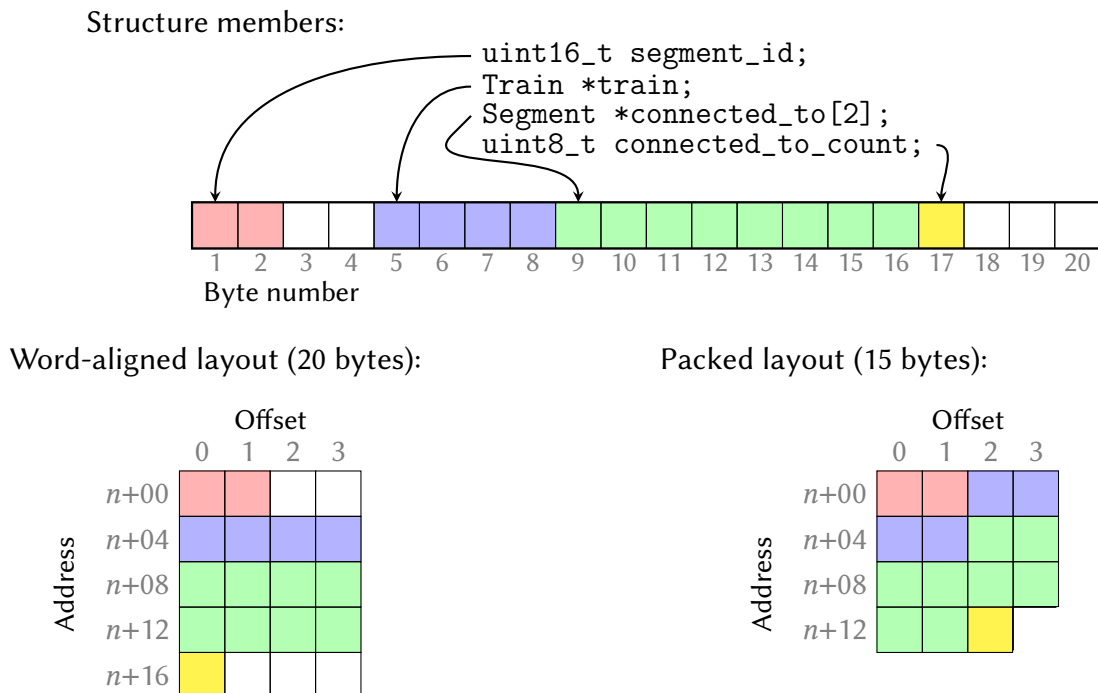 Structure members:
uint16_t segment_id;
Train *train;
Segment *connected_to[2];
uint8_t connected_to_count;
1 2 3 4 5 6 7 8 9 10 11 12 13 14 15 16 17 18 19 20
Byte number
Word-aligned layout (20 bytes):
Offset
0 1 2 3
Address
n+00
n+04
n+08
n+12
n+16
Packed layout (15 bytes):
Offset
0 1 2 3
Address
n+00
n+04
n+08
n+12